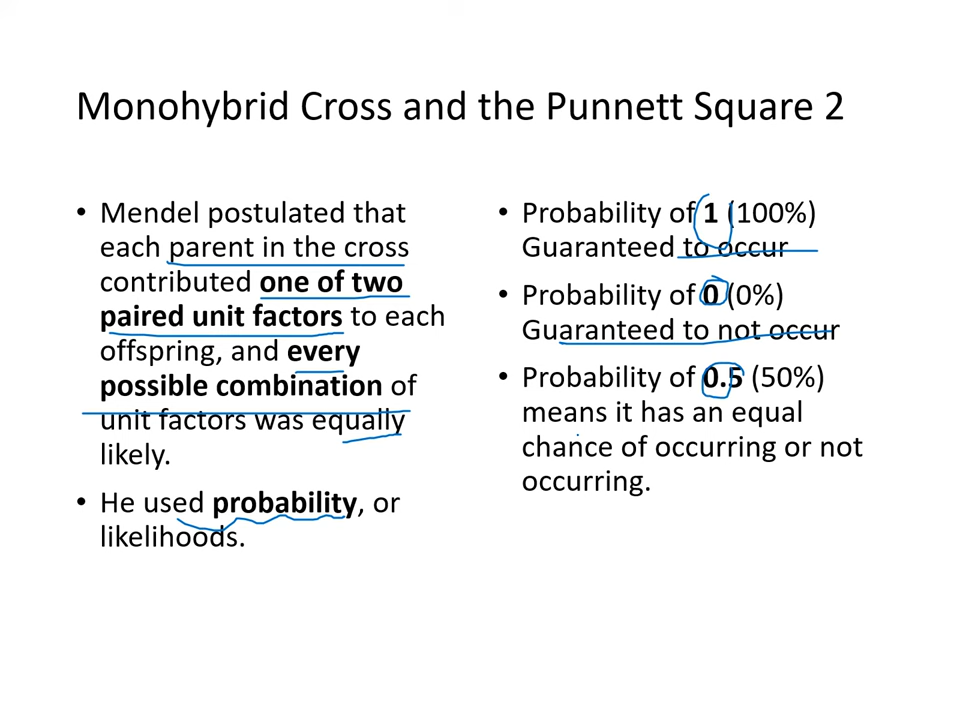 Monohybrid Cross and the Punnett Square 2
• Mendel postulated that
each parent in the cross
contributed one of two
paired unit factors to each
offspring, and every
possible combination of
unit factors was equally
likely.
• He used probability, or
likelihoods.
• Probability of 1 (100%)
Guaranteed to occur
• Probability of 0 (0%)
Guaranteed to not occur
• Probability of 0.5 (50%)
means it has an equal
chance of occurring or not
occurring.